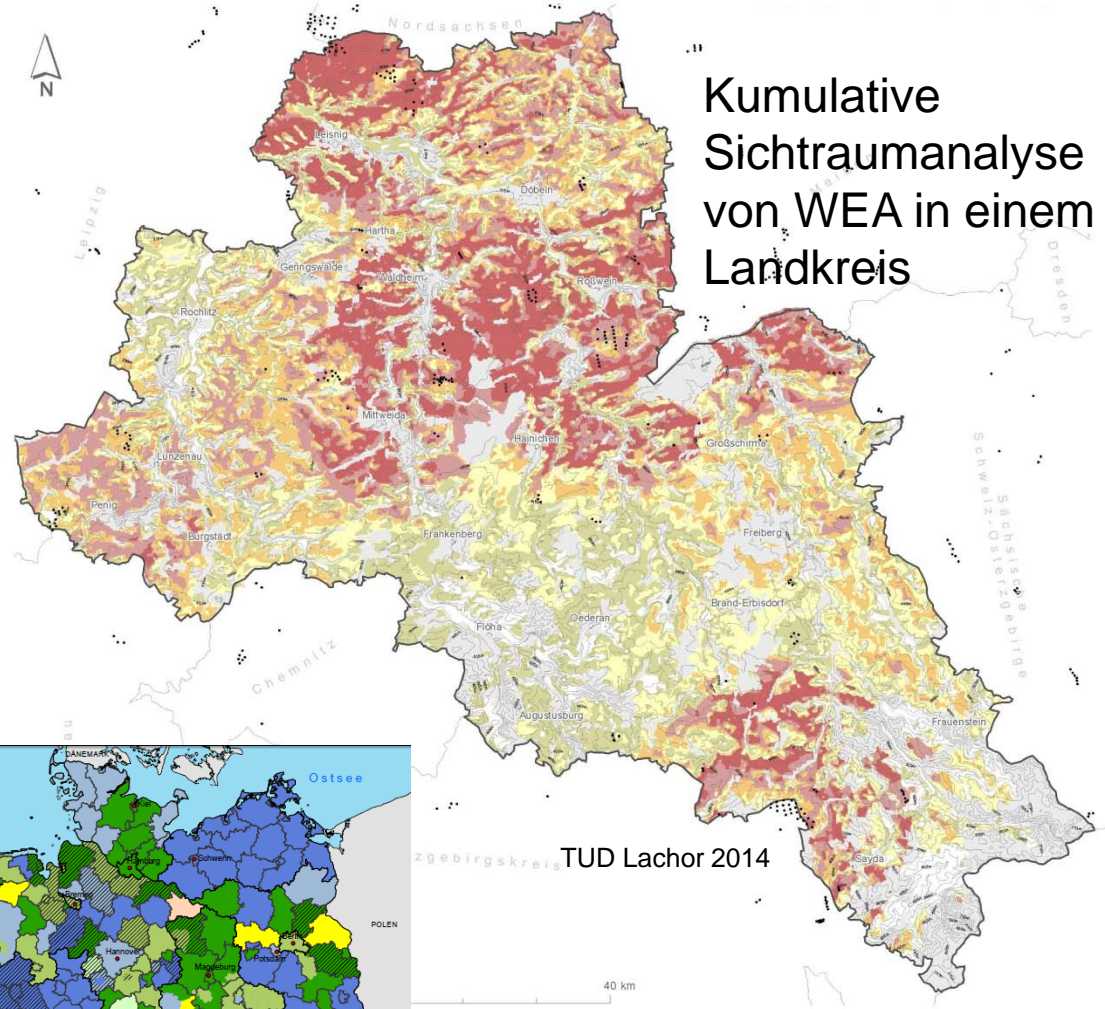 Nordsachsen
N
Kumulative
Sichtraumanalyse
von WEA in einem
Landkreis
Meißen
Leipzig
Dresden
Leisnig
Döbeln
Hartha
Geringswalde
Waldheim
Roßwein
Rochlitz
Mittweida
Hainichen
Großschirma
Lunzenau
Penig
Burgstädt
Frankenberg
Freiberg
Sächsische
Schweiz-Osterzgebirge
Brand-Erbisdorf
Flöha
Oederan
Chemnitz
Augustusburg
Frauenstein
zgebirgskreis
TUD Lachor 2014
Sayda
40 km
DÄNEMARK
Ostsee
Kiel
Hamburg
Schwerin
Bremen
POLEN
Berlin
Hannover
Potsdam
Magdeburg